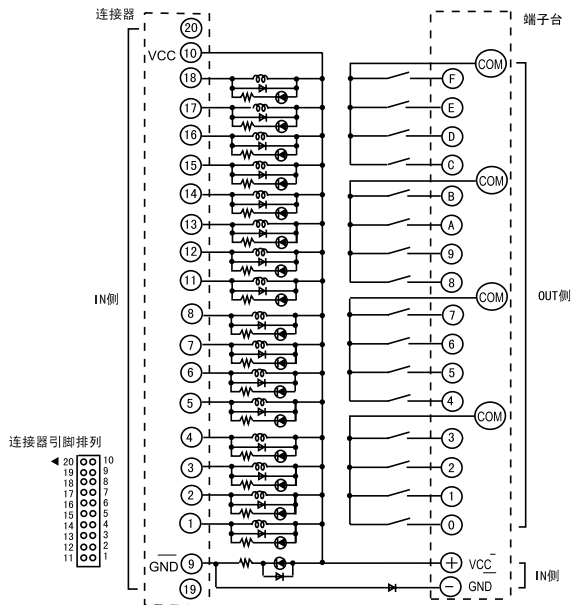 连接器 端子台
20
VCC 10 COM
18 F
17 E
16 D
15 C
14 B COM
13 A
12 9
11 8
IN侧 OUT侧
8 7 COM
7 6
6 5
5 4
4 3 COM
3 2
2 1
1 0
连接器引脚排列
20 10
19 9
18 8
17 7
16 6
15 5
14 4
13 3
12 2
11 1
GND 9 + VCC
19 − GND IN侧